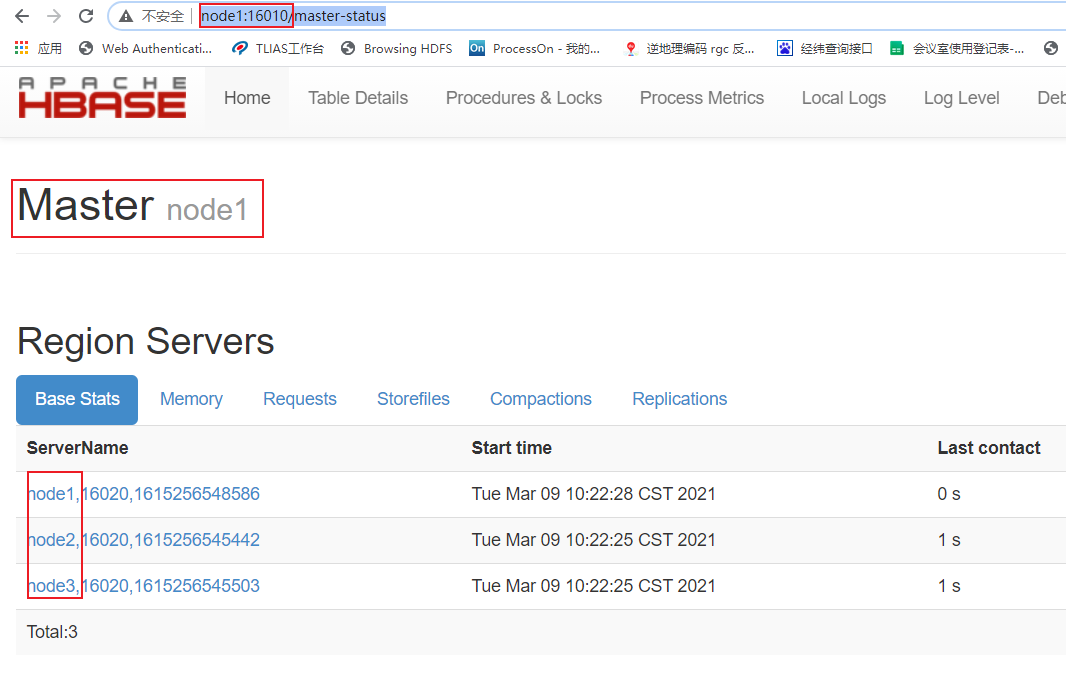 不安全 node1:16010/master-status
应用 Web Authenticati... TLIAS工作台 Browsing HDFS On ProcessOn - 我的... 逆地理编码 rgc 反... 经纬查询接口 会议室使用登记表-...
APACHE
HBASE
Home Table Details Procedures & Locks Process Metrics Local Logs Log Level Deb
Master node1
Region Servers
Base Stats Memory Requests Storefiles Compactions Replications
ServerName Start time Last contact
node1,16020,1615256548586 Tue Mar 09 10:22:28 CST 2021 0 s
node2,16020,1615256545442 Tue Mar 09 10:22:25 CST 2021 1 s
node3,16020,1615256545503 Tue Mar 09 10:22:25 CST 2021 1 s
Total:3